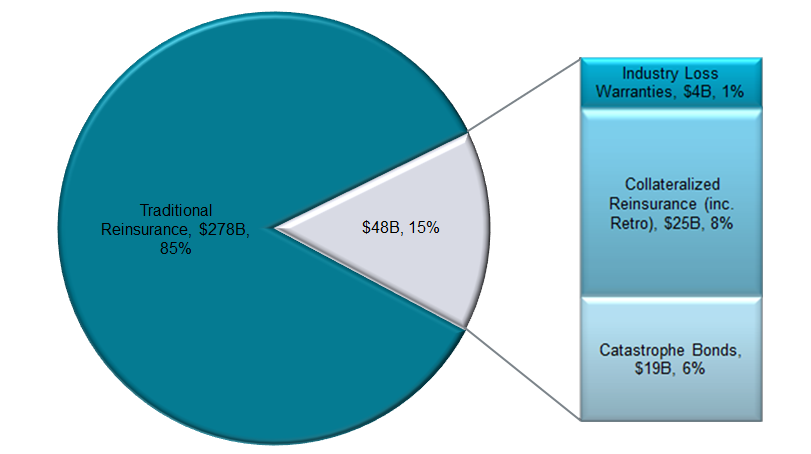 Traditional
Reinsurance, $278B,
85%
$48B, 15%
Industry Loss
Warranties, $4B, 1%
Collateralized
Reinsurance (inc.
Retro), $25B, 8%
Catastrophe Bonds,
$19B, 6%